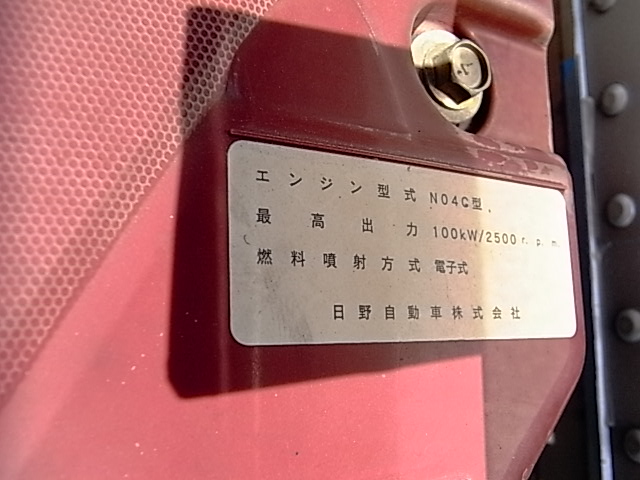 エンジン型式 N04C型
最高出力 100kW/2500 r.p.m.
燃料噴射方式 電子式
日野自動車株式会社